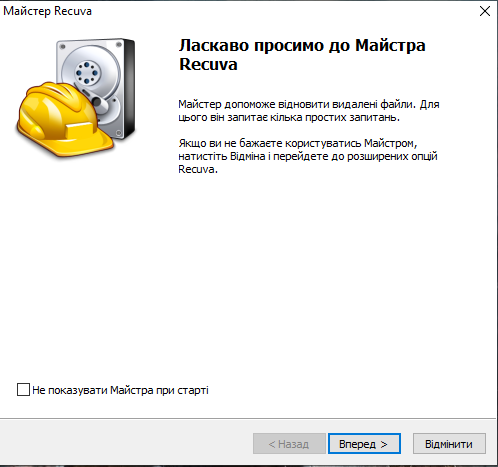 Майстер Recuva
Ласкаво просимо до Майстра
Recuva
Майстер допоможе відновити видалені файли. Для
цього він запитає кілька простих запитань.
Якщо ви не бажаєте користуватись Майстром,
натистіть Відміна і перейдете до розширених опцій
Recuva.
Не показувати Майстра при старті
< Назад
Вперед >
Відмінити